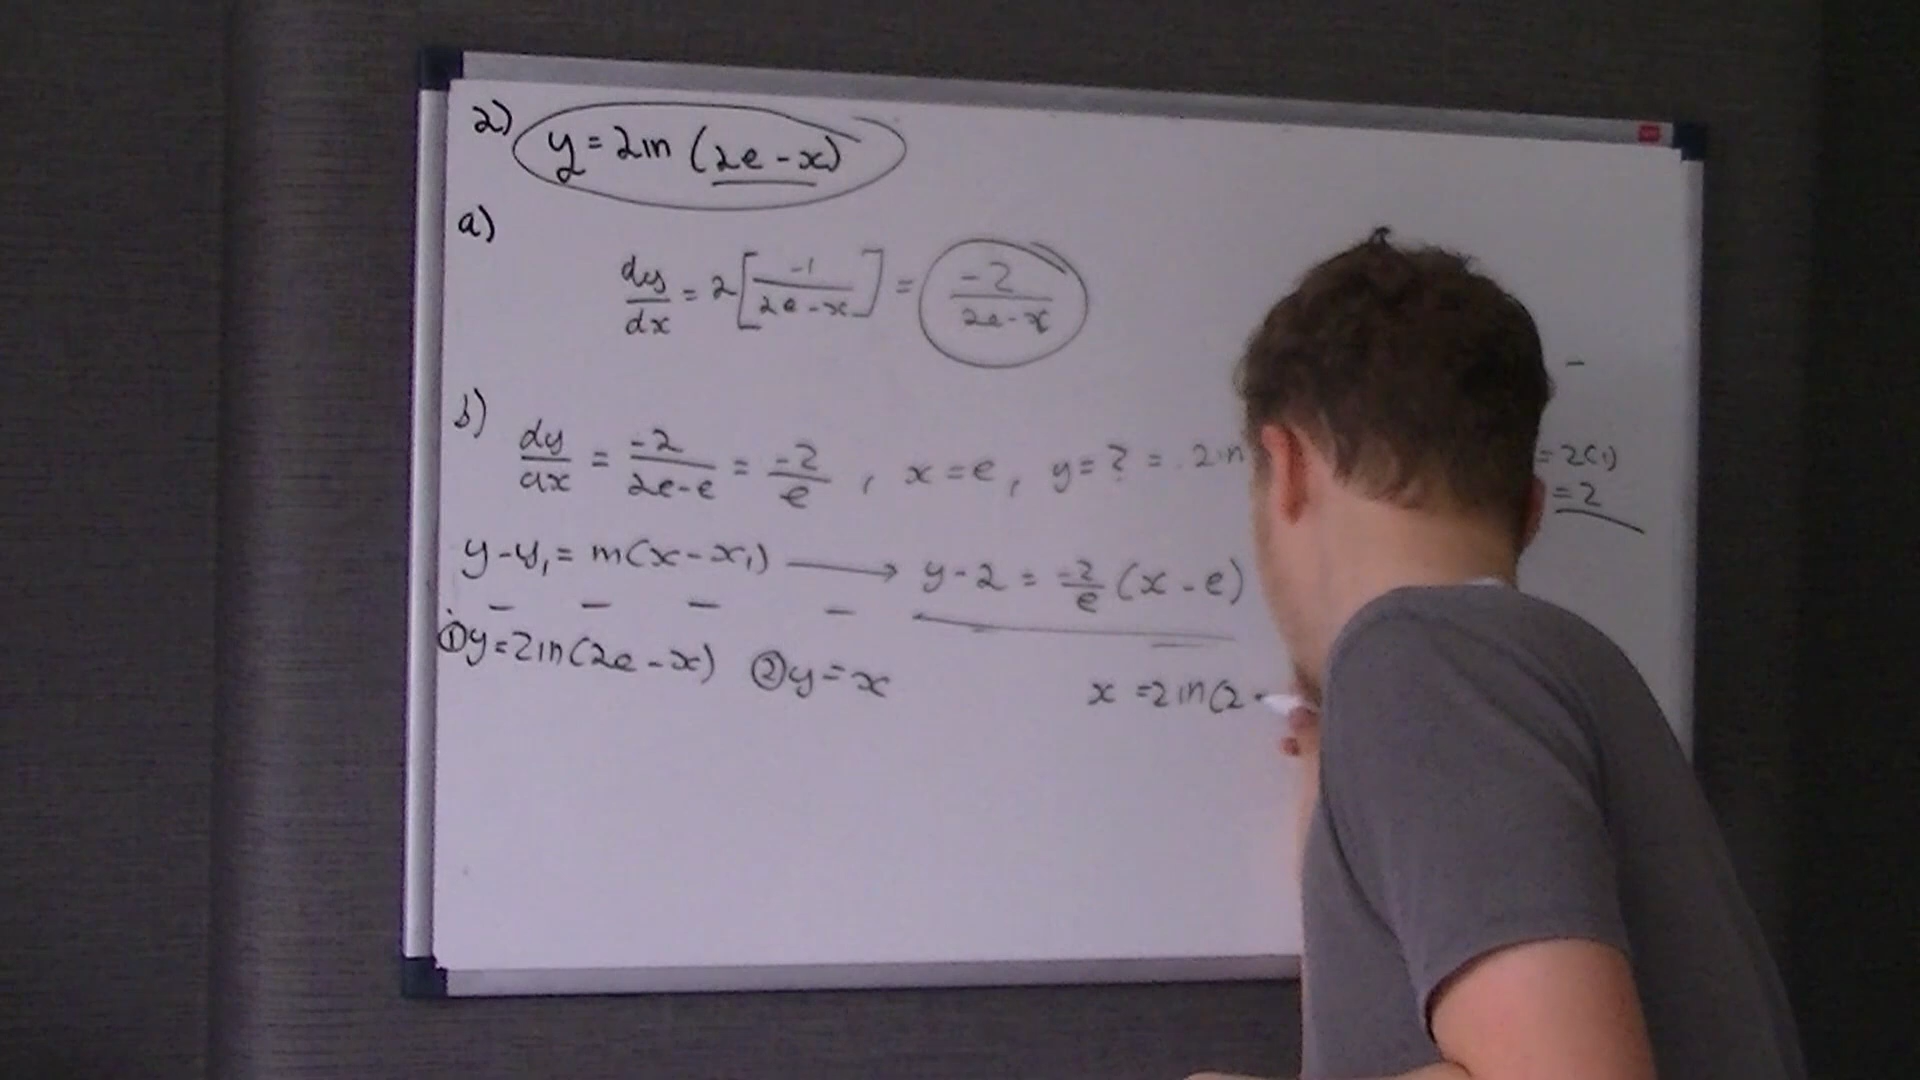 2) y = 2ln (2e - x)
a)
dy/dx = 2[-1/2e-x] = -2/2e-x
b) dy/dx = -2/2e-e = -2/e , x = e , y = ? = 2ln = 2(1)
= 2
y - y₁ = m(x - x₁) → y - 2 = -2/e (x - e)
① y = 2ln(2e - x) ② y = x x = 2ln(2